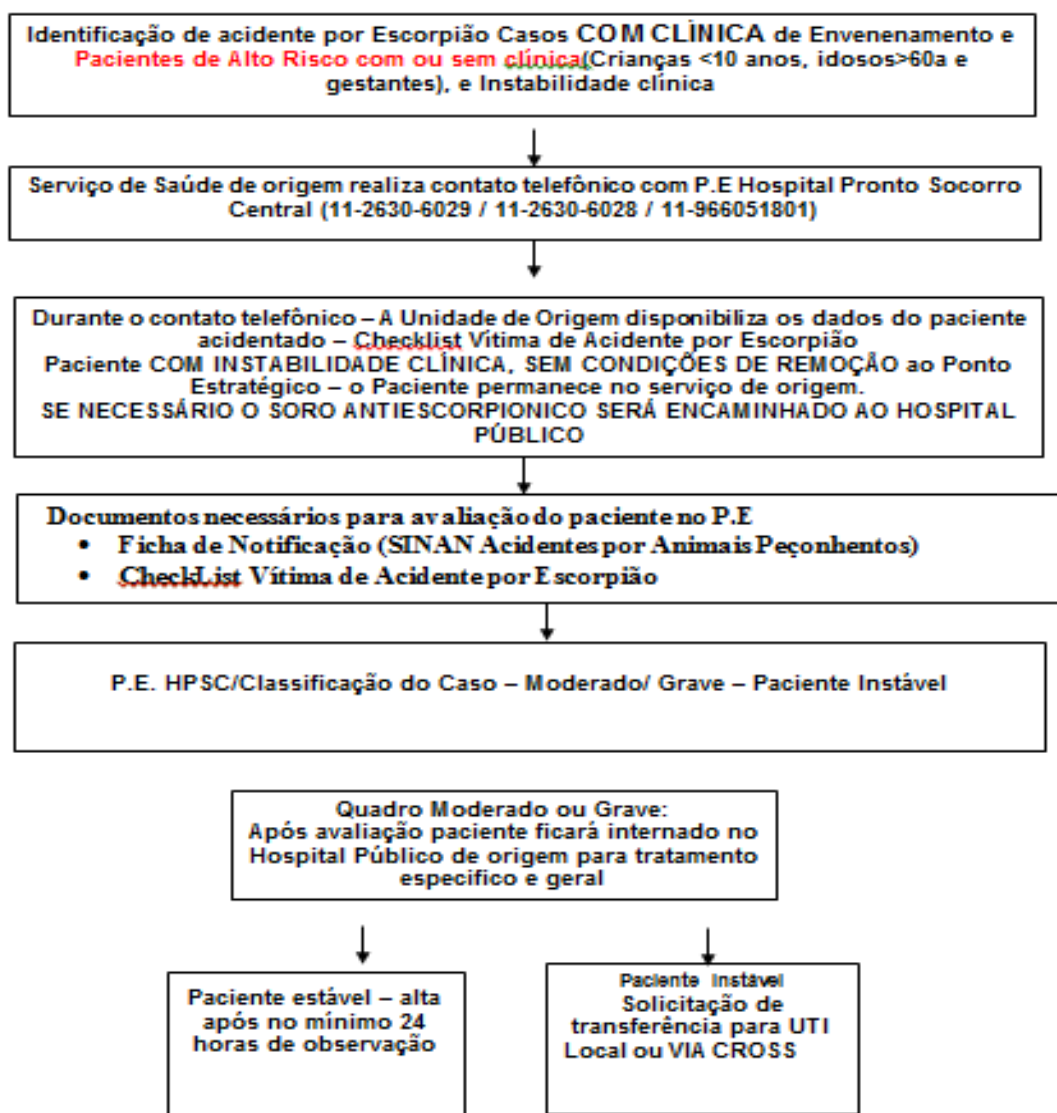 Identificação de acidente por Escorpião Casos COM CLÍNICA de Envenenamento e
Pacientes de Alto Risco com ou sem clínica(Crianças <10 anos, idosos>60a e
gestantes), e Instabilidade clínica
Serviço de Saúde de origem realiza contato telefônico com P.E Hospital Pronto Socorro
Central (11-2630-6029 / 11-2630-6028 / 11-966051801)
Durante o contato telefônico – A Unidade de Origem disponibiliza os dados do paciente
acidentado – Checklist Vítima de Acidente por Escorpião
Paciente COM INSTABILIDADE CLÍNICA, SEM CONDIÇÕES DE REMOÇÃO ao Ponto
Estratégico – o Paciente permanece no serviço de origem.
SE NECESSÁRIO O SORO ANTIESCORPIONICO SERÁ ENCAMINHADO AO HOSPITAL
PÚBLICO
Documentos necessários para avaliação do paciente no P.E
• Ficha de Notificação (SINAN Acidentes por Animais Peçonhentos)
• CheckList Vítima de Acidente por Escorpião
P.E. HPSC/Classificação do Caso – Moderado/ Grave – Paciente Instável
Quadro Moderado ou Grave:
Após avaliação paciente ficará internado no
Hospital Público de origem para tratamento
especifico e geral
Paciente estável – alta
após no mínimo 24
horas de observação
Paciente Instável
Solicitação de
transferência para UTI
Local ou VIA CROSS